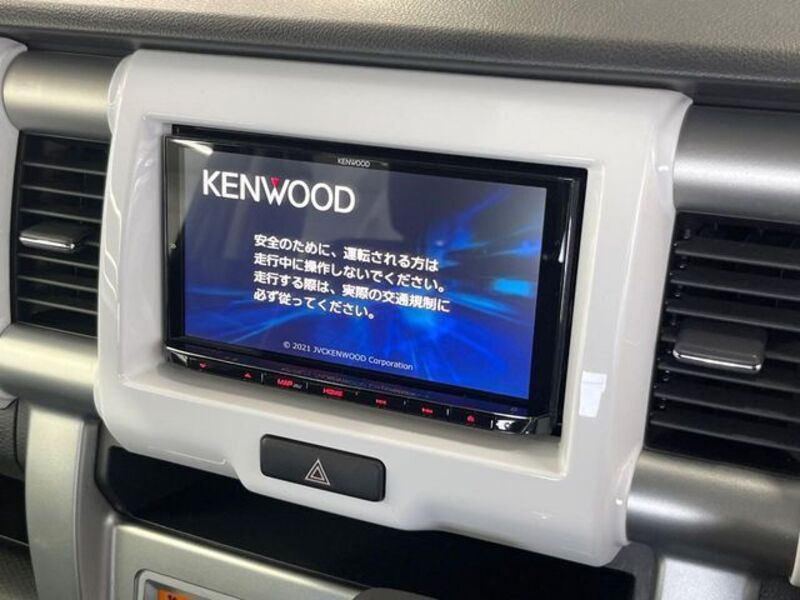 KENWOOD
KENWOOD
安全のために、運転される方は
走行中に操作しないでください。
走行する際は、実際の交通規制に
必ず従ってください。
© 2021 JVCKENWOOD Corporation
MAP
HOME